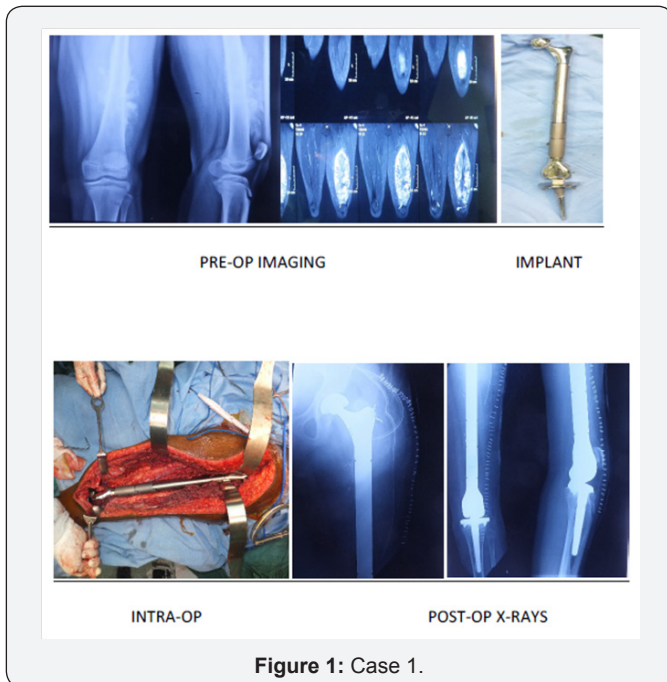 PRE-OP IMAGING
IMPLANT
INTRA-OP
POST-OP X-RAYS
Figure 1: Case 1.